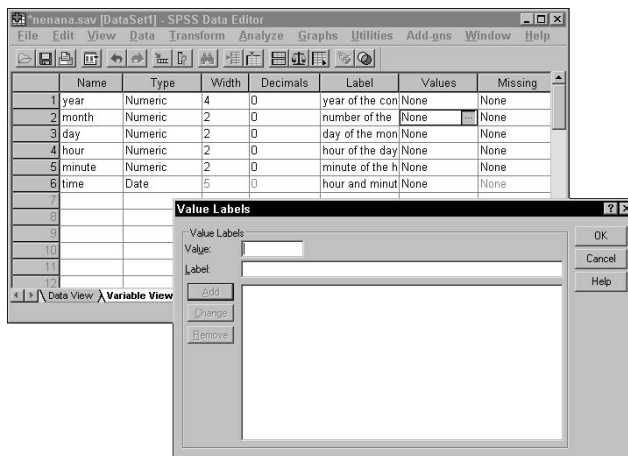 *nenana.sav [DataSet1] - SPSS Data Editor
File Edit View Data Transform Analyze Graphs Utilities Add-ons Window Help
Name Type Width Decimals Label Values Missing
1 year Numeric 4 0 year of the con None None
2 month Numeric 2 0 number of the None ... None
3 day Numeric 2 0 day of the mon None None
4 hour Numeric 2 0 hour of the day None None
5 minute Numeric 2 0 minute of the h None None
6 time Date 5 0 hour and minut None None
7
8
9
10
11
12
Data View Variable View
Value Labels
Value Labels
Value:
Label:
Add
Change
Remove
OK
Cancel
Help